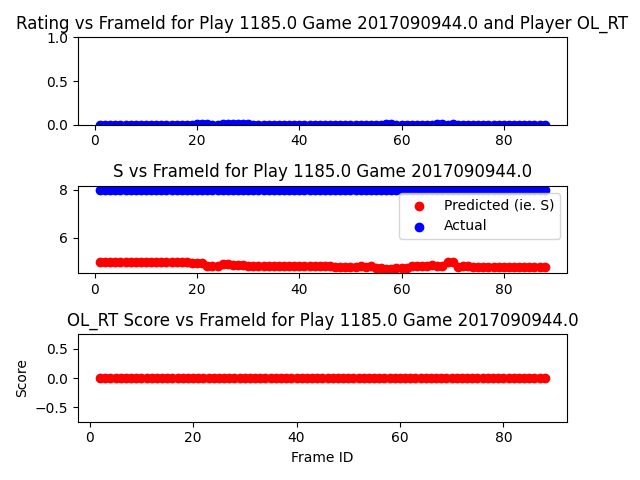 Rating vs FrameId for Play 1185.0 Game 2017090944.0 and Player OL_RT
1.0
0.5
0.0
0 20 40 60 80
S vs FrameId for Play 1185.0 Game 2017090944.0
8
6
Predicted (ie. S)
Actual
0 20 40 60 80
OL_RT Score vs FrameId for Play 1185.0 Game 2017090944.0
Score
0.5
0.0
−0.5
0 20 40 60 80
Frame ID